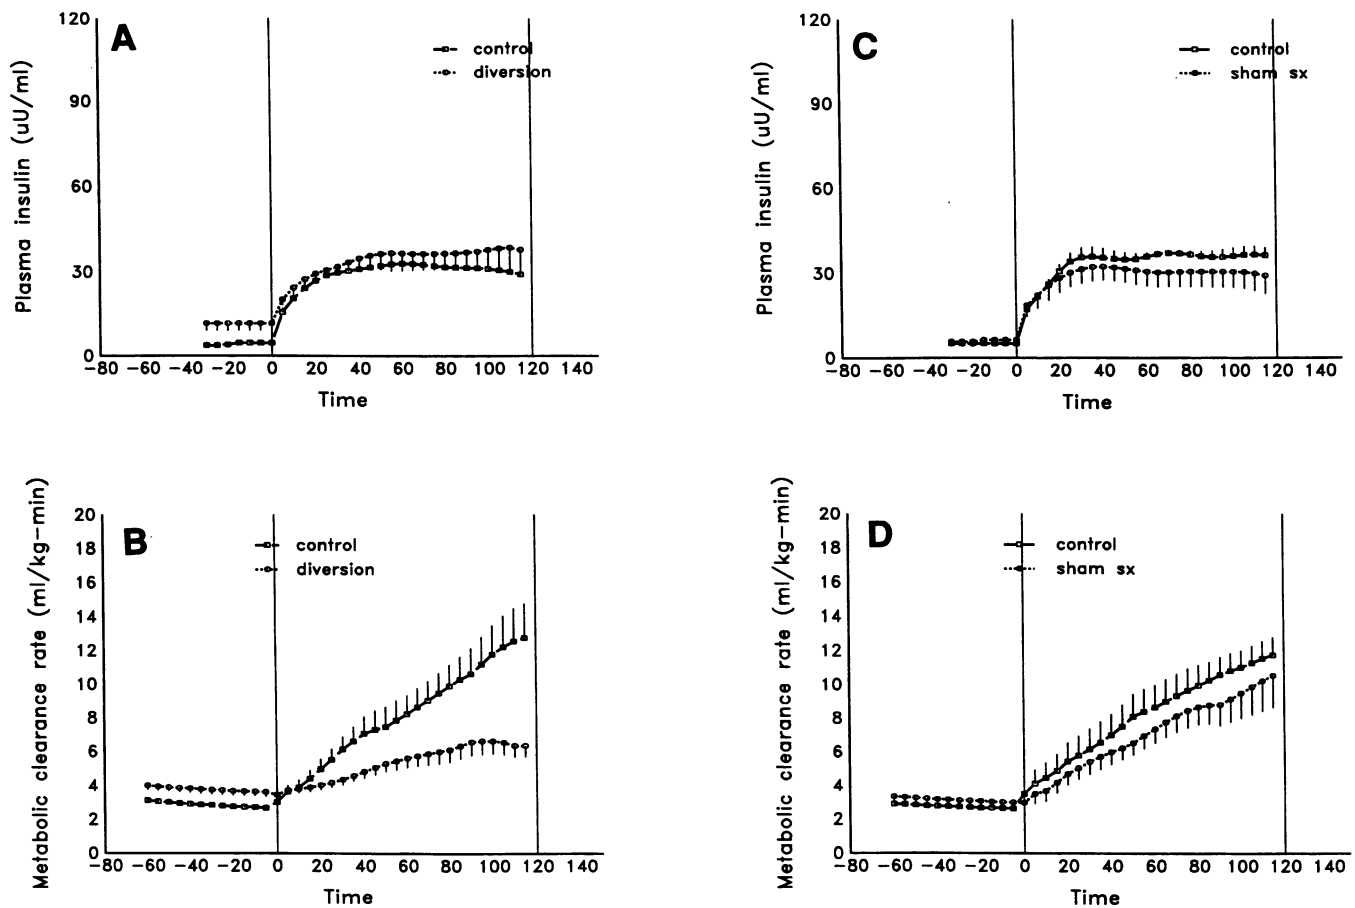 A
Plasma insulin (uU/ml)
120
90
60
30
0
control
diversion
−80 −60 −40 −20 0 20 40 60 80 100 120 140
Time
C
Plasma insulin (uU/ml)
120
90
60
30
0
control
sham sx
−80 −60 −40 −20 0 20 40 60 80 100 120 140
Time
B
Metabolic clearance rate (ml/kg−min)
20
18
16
14
12
10
8
6
4
2
0
control
diversion
−80 −60 −40 −20 0 20 40 60 80 100 120 140
Time
D
Metabolic clearance rate (ml/kg−min)
20
18
16
14
12
10
8
6
4
2
0
control
sham sx
−80 −60 −40 −20 0 20 40 60 80 100 120 140
Time